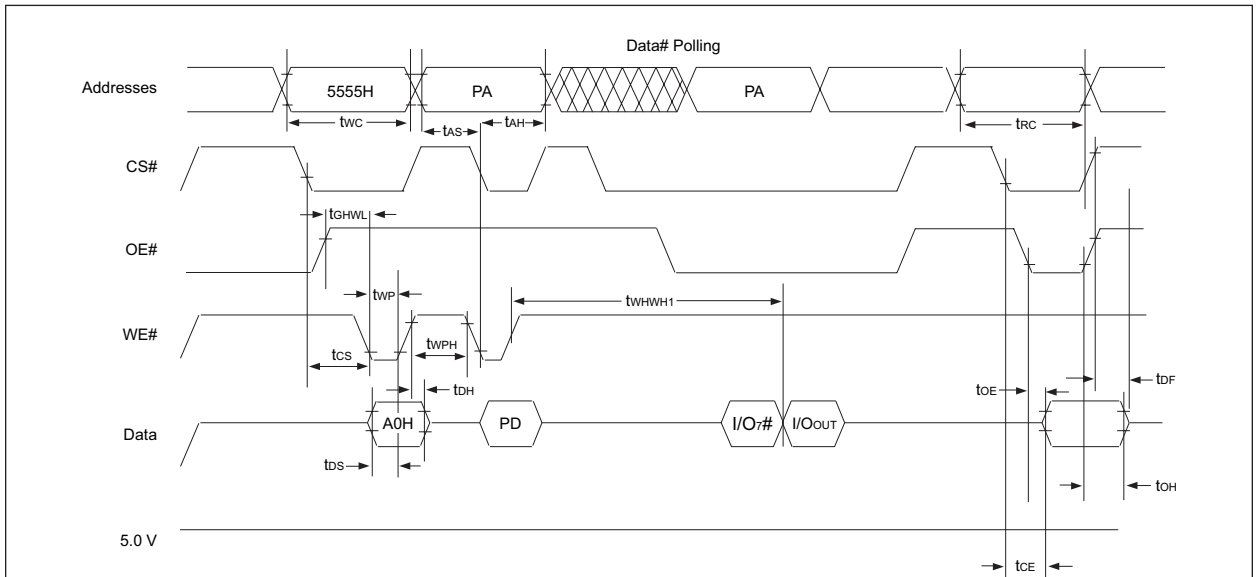 Data# Polling
Addresses
5555H
PA
PA
tWC
tAS
tAH
tRC
CS#
tGHWL
OE#
tWP
tWHWH1
WE#
tCS
tWPH
tDH
tOE
tDF
Data
A0H
PD
I/O7#
I/OOUT
tDS
tOH
5.0 V
tCE